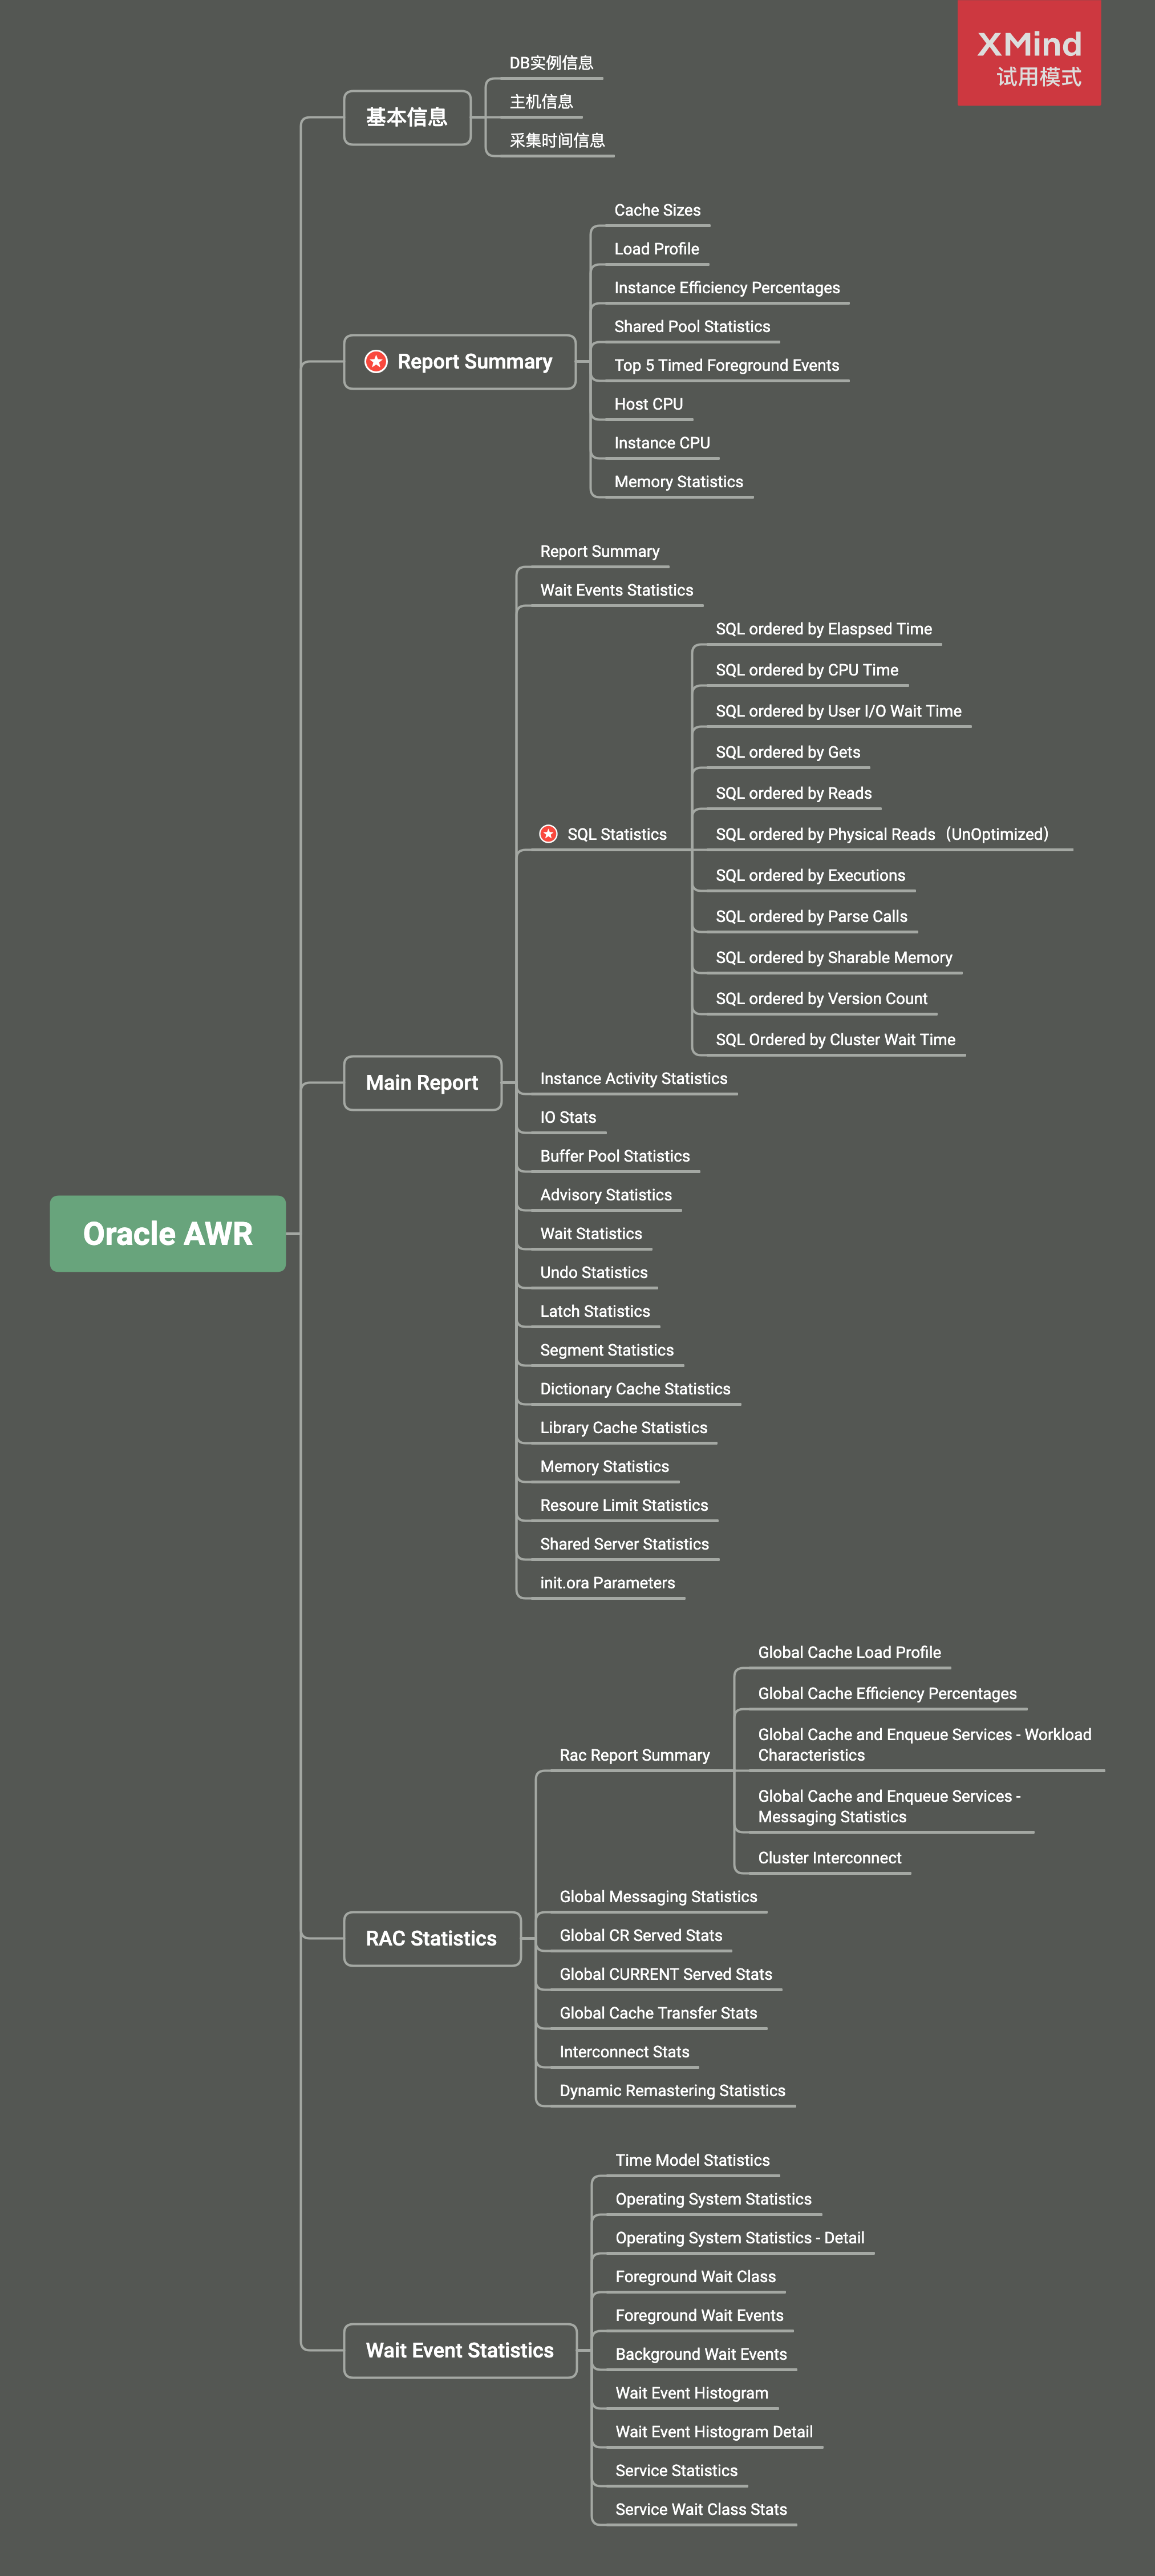 XMind
试用模式
DB实例信息
主机信息
基本信息
采集时间信息
Cache Sizes
Load Profile
Instance Efficiency Percentages
Shared Pool Statistics
Report Summary
Top 5 Timed Foreground Events
Host CPU
Instance CPU
Memory Statistics
Report Summary
Wait Events Statistics
SQL ordered by Elaspsed Time
SQL ordered by CPU Time
SQL ordered by User I/O Wait Time
SQL ordered by Gets
SQL ordered by Reads
SQL Statistics
SQL ordered by Physical Reads（UnOptimized）
SQL ordered by Executions
SQL ordered by Parse Calls
SQL ordered by Sharable Memory
SQL ordered by Version Count
SQL Ordered by Cluster Wait Time
Main Report
Instance Activity Statistics
IO Stats
Buffer Pool Statistics
Advisory Statistics
Oracle AWR
Wait Statistics
Undo Statistics
Latch Statistics
Segment Statistics
Dictionary Cache Statistics
Library Cache Statistics
Memory Statistics
Resoure Limit Statistics
Shared Server Statistics
init.ora Parameters
Global Cache Load Profile
Global Cache Efficiency Percentages
Global Cache and Enqueue Services - Workload
Characteristics
Rac Report Summary
Global Cache and Enqueue Services -
Messaging Statistics
Cluster Interconnect
Global Messaging Statistics
Global CR Served Stats
RAC Statistics
Global CURRENT Served Stats
Global Cache Transfer Stats
Interconnect Stats
Dynamic Remastering Statistics
Time Model Statistics
Operating System Statistics
Operating System Statistics - Detail
Foreground Wait Class
Foreground Wait Events
Wait Event Statistics
Background Wait Events
Wait Event Histogram
Wait Event Histogram Detail
Service Statistics
Service Wait Class Stats